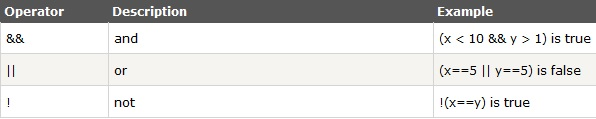 Operator Description Example
&& and (x < 10 && y > 1) is true
|| or (x==5 || y==5) is false
! not !(x==y) is true